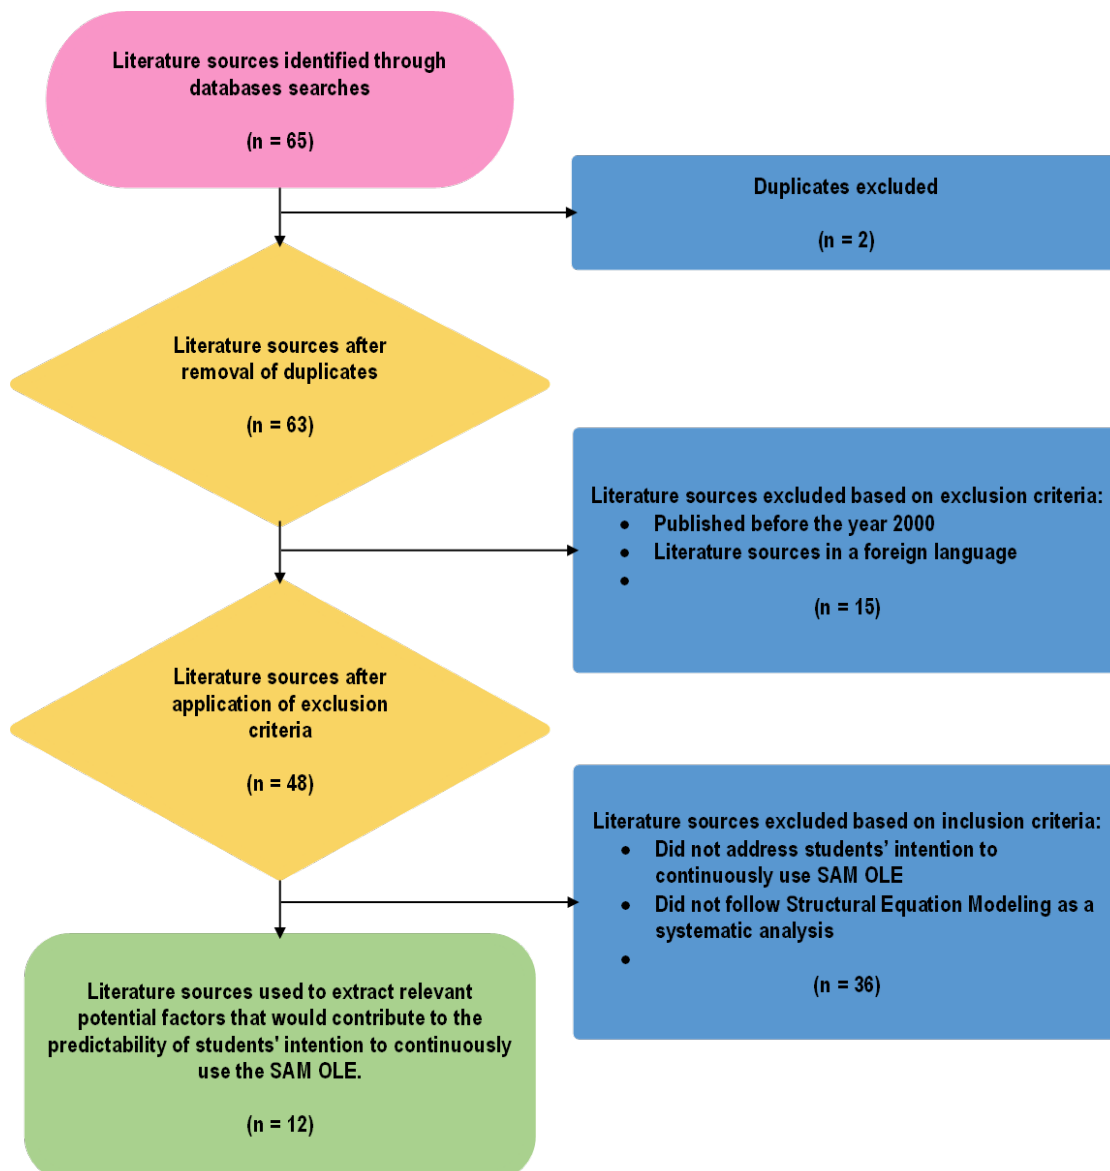 Literature sources identified through
databases searches
(n = 65)
Duplicates excluded
(n = 2)
Literature sources after
removal of duplicates
(n = 63)
Literature sources excluded based on exclusion criteria:
• Published before the year 2000
• Literature sources in a foreign language
•
(n = 15)
Literature sources after
application of exclusion
criteria
(n = 48)
Literature sources excluded based on inclusion criteria:
• Did not address students’ intention to
continuously use SAM OLE
• Did not follow Structural Equation Modeling as a
systematic analysis
•
(n = 36)
Literature sources used to extract relevant
potential factors that would contribute to the
predictability of students' intention to continuously
use the SAM OLE.
(n = 12)